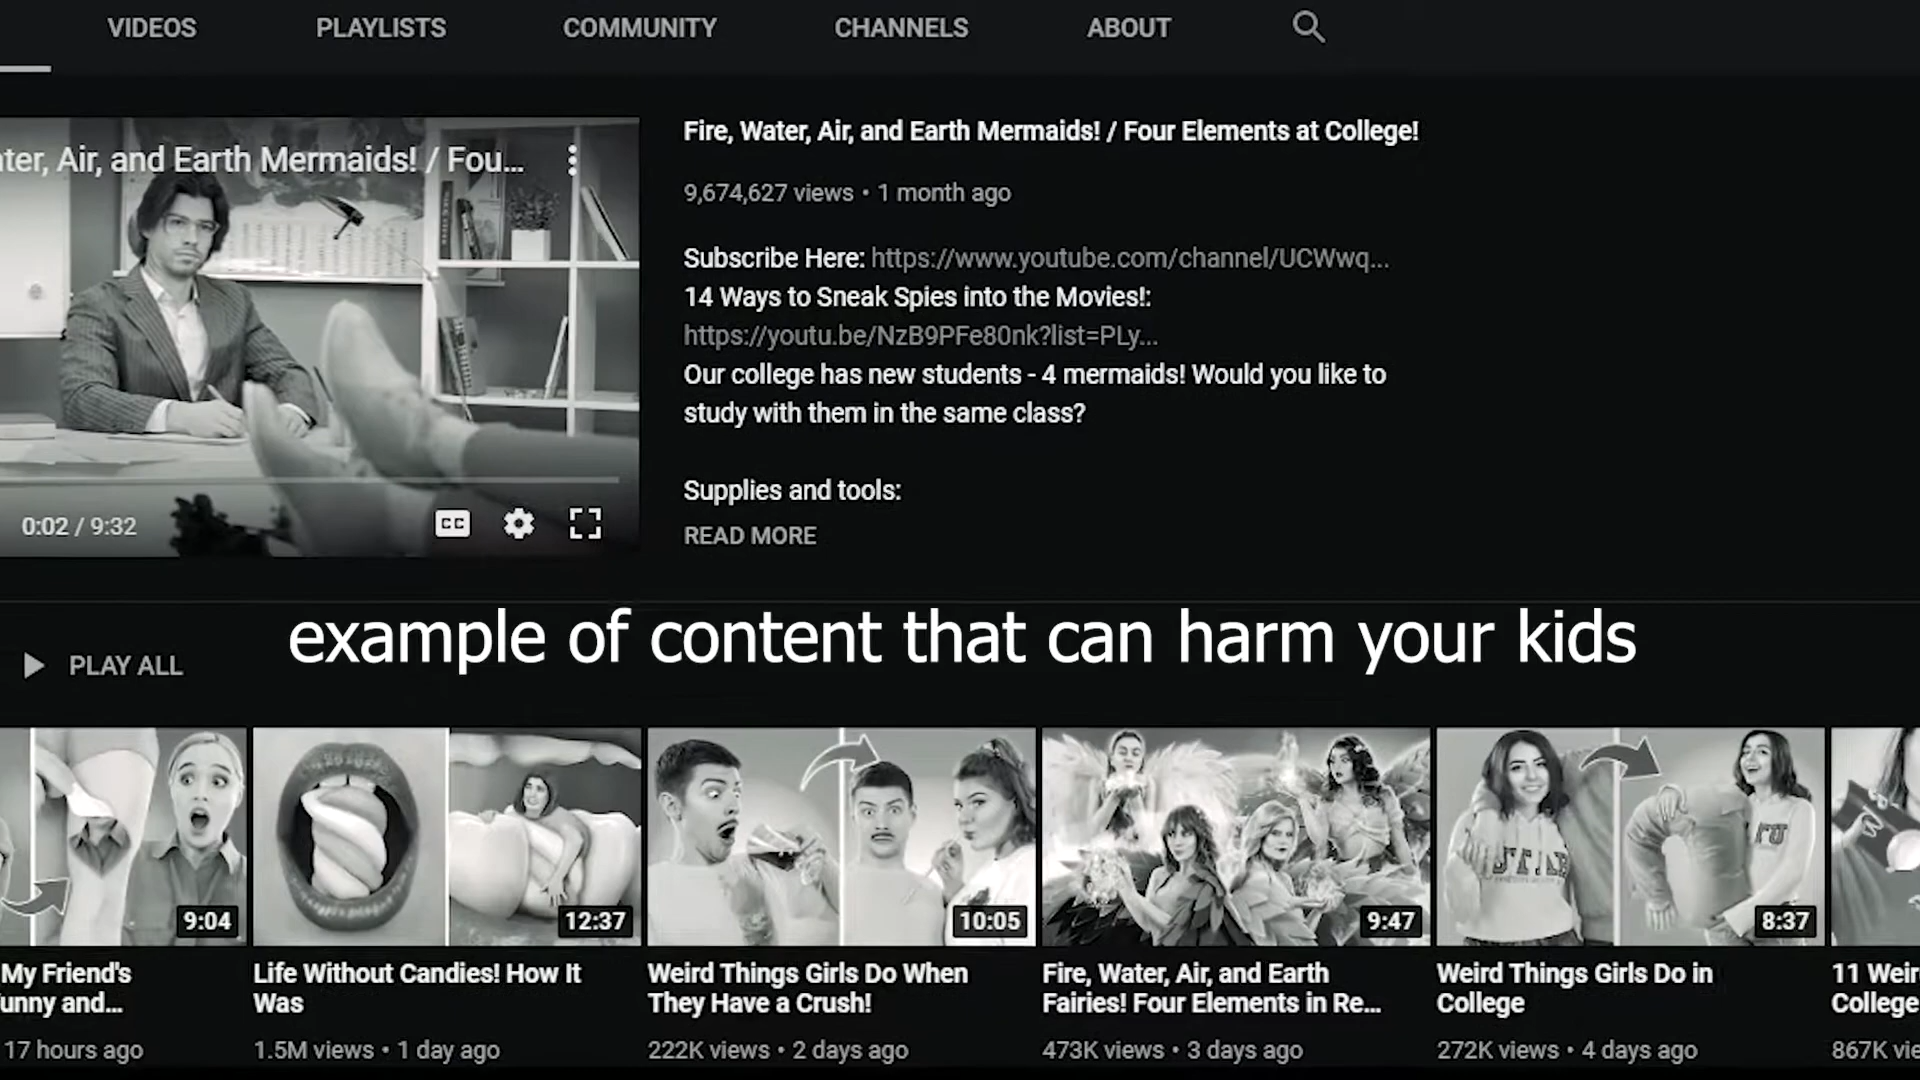 VIDEOS PLAYLISTS COMMUNITY CHANNELS ABOUT
Fire, Water, Air, and Earth Mermaids! / Four Elements at College!
ter, Air, and Earth Mermaids! / Fou...
9,674,627 views • 1 month ago
Subscribe Here: https://www.youtube.com/channel/UCWwq...
14 Ways to Sneak Spies into the Movies!:
https://youtu.be/NzB9PFe80nk?list=PLy...
Our college has new students - 4 mermaids! Would you like to
study with them in the same class?
Supplies and tools:
READ MORE
0:02 / 9:32
CC
example of content that can harm your kids
PLAY ALL
9:04
12:37
10:05
9:47
8:37
My Friend's
unny and...
17 hours ago
Life Without Candies! How It
Was
1.5M views • 1 day ago
Weird Things Girls Do When
They Have a Crush!
222K views • 2 days ago
Fire, Water, Air, and Earth
Fairies! Four Elements in Re...
473K views • 3 days ago
Weird Things Girls Do in
College
272K views • 4 days ago
11 Weir
College
867K vie